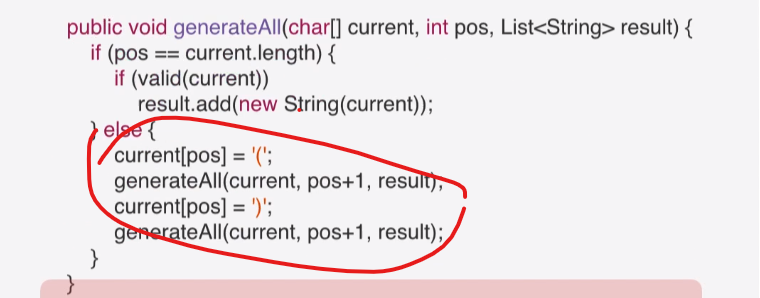 public void generateAll(char[] current, int pos, List<String> result) {
if (pos == current.length) {
if (valid(current))
result.add(new String(current));
} else {
current[pos] = '(';
generateAll(current, pos+1, result);
current[pos] = ')';
generateAll(current, pos+1, result);
}
}